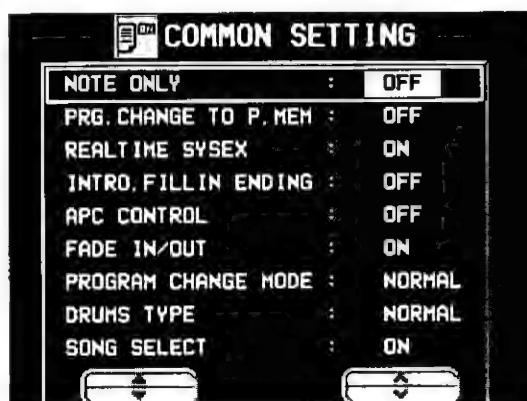 COMMON SETTING
NOTE ONLY : OFF
PRG.CHANGE TO P.MEM : OFF
REALTIME SYSEX : ON
INTRO,FILLIN ENDING : OFF
APC CONTROL : OFF
FADE IN/OUT : ON
PROGRAM CHANGE MODE : NORMAL
DRUMS TYPE : NORMAL
SONG SELECT : ON